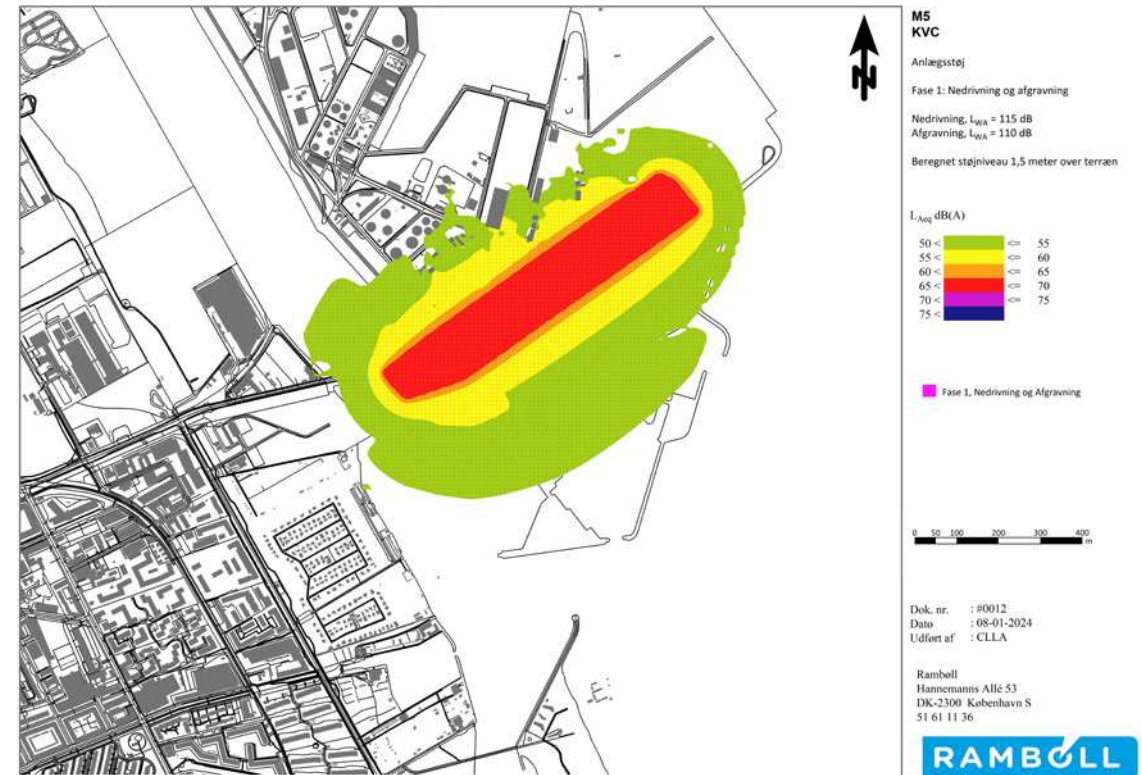 M5
KVC
Anlægsstøj
Fase 1: Nedrivning og afgravning
Nedrivning, LWA = 115 dB
Afgravning, LWA = 110 dB
Beregnet støjniveau 1,5 meter over terræn
LAeq dB(A)
50 < <= 55
55 < <= 60
60 < <= 65
65 < <= 70
70 < <= 75
75 <
Fase 1, Nedrivning og Afgravning
0 50 100 200 300 400
m
Dok. nr. : #0012
Dato : 08-01-2024
Udført af : CLLA
Rambøll
Hannemanns Allé 53
DK-2300 København S
51 61 11 36
RAMBOLL
N